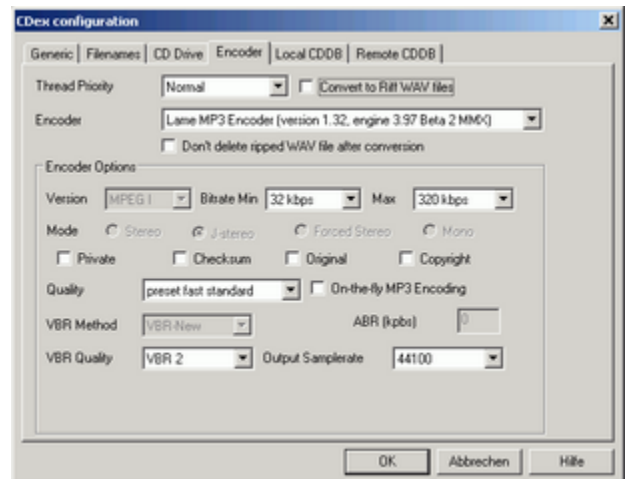 CDex configuration
Generic Filenames CD Drive Encoder Local CDDB Remote CDDB
Thread Priority Normal Convert to Riff WAV files
Encoder Lame MP3 Encoder (version 1.32, engine 3.97 Beta 2 MMX)
Don't delete ripped WAV file after conversion
Encoder Options
Version MPEG I Bitrate Min 32 kbps Max 320 kbps
Mode Stereo J-stereo Forced Stereo Mono
Private Checksum Original Copyright
Quality preset fast standard On-the-fly MP3 Encoding
VBR Method VBR-New ABR (kpbs) 0
VBR Quality VBR 2 Output Samplerate 44100
OK Abbrechen Hilfe